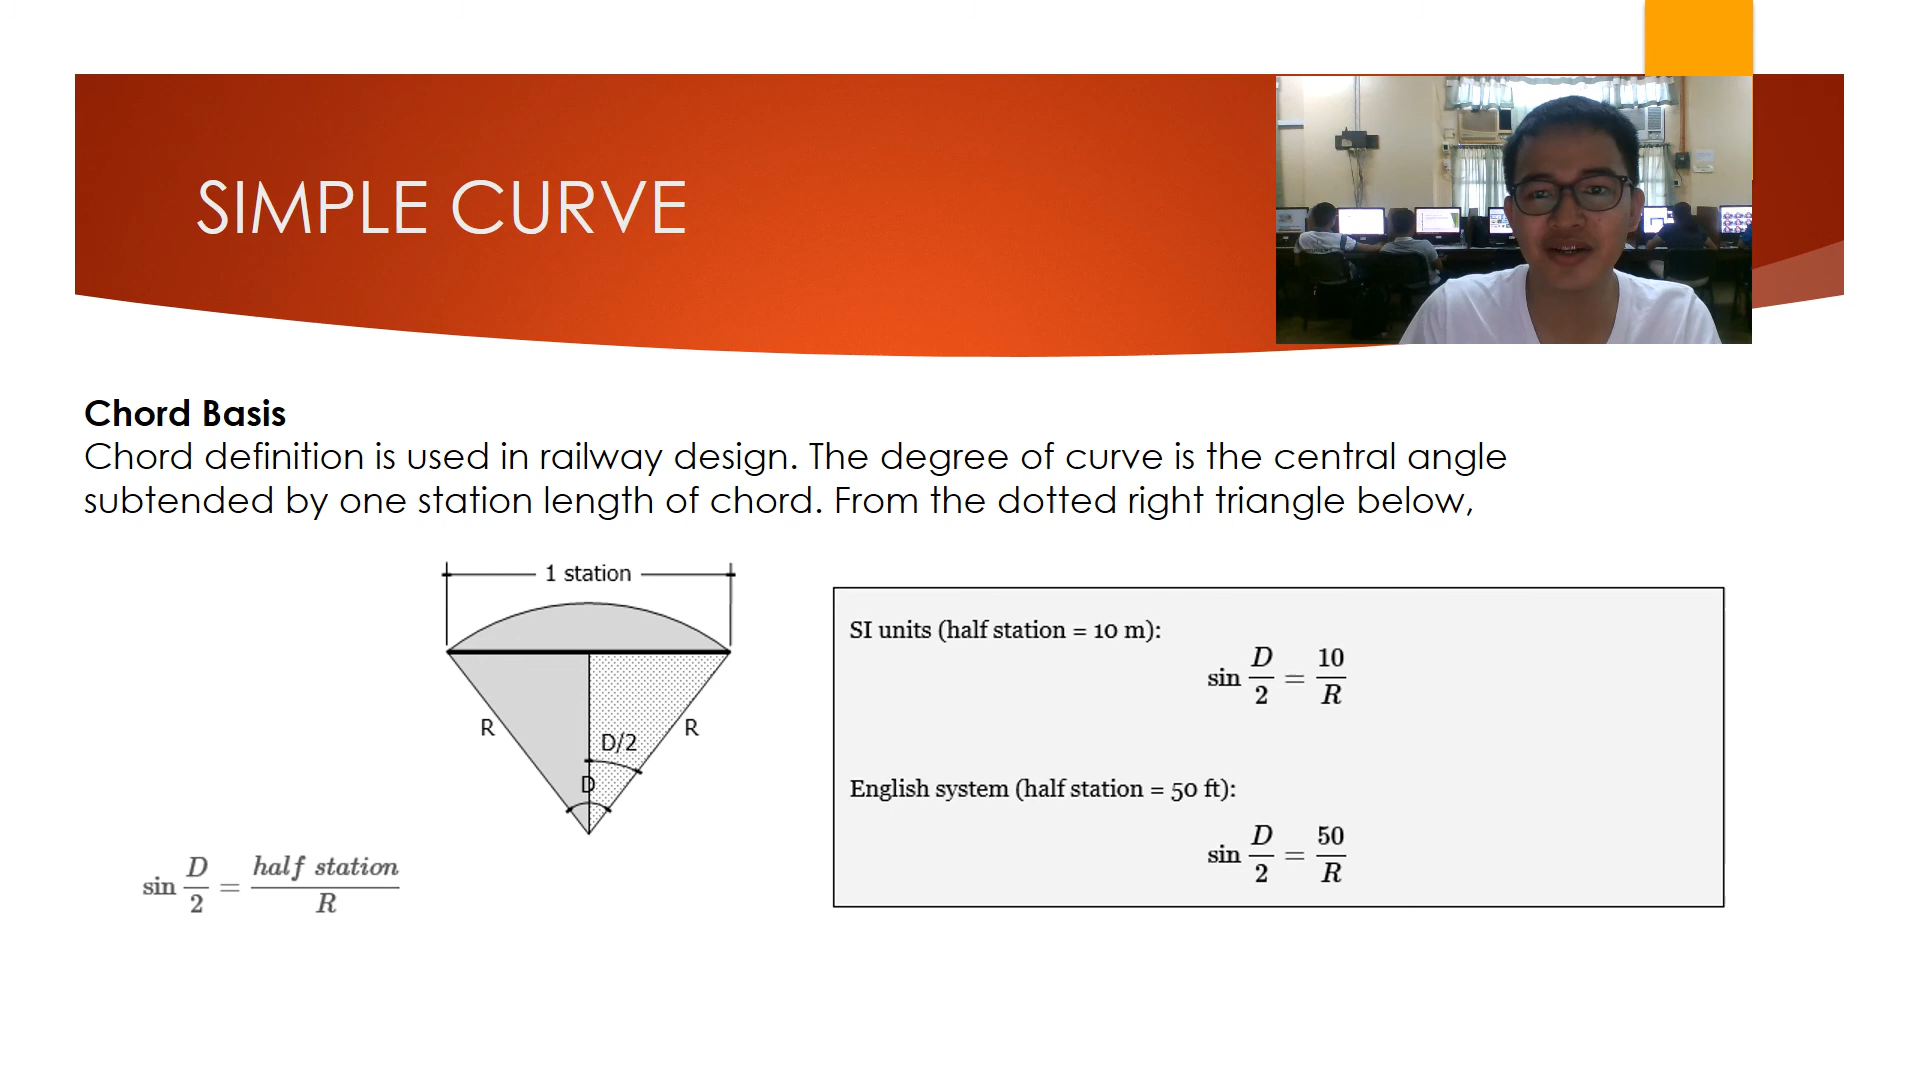 SIMPLE CURVE
Chord Basis
Chord definition is used in railway design. The degree of curve is the central angle
subtended by one station length of chord. From the dotted right triangle below,
1 station
R
R
D/2
D
sin D/2 = half station/R
SI units (half station = 10 m):
sin D/2 = 10/R
English system (half station = 50 ft):
sin D/2 = 50/R